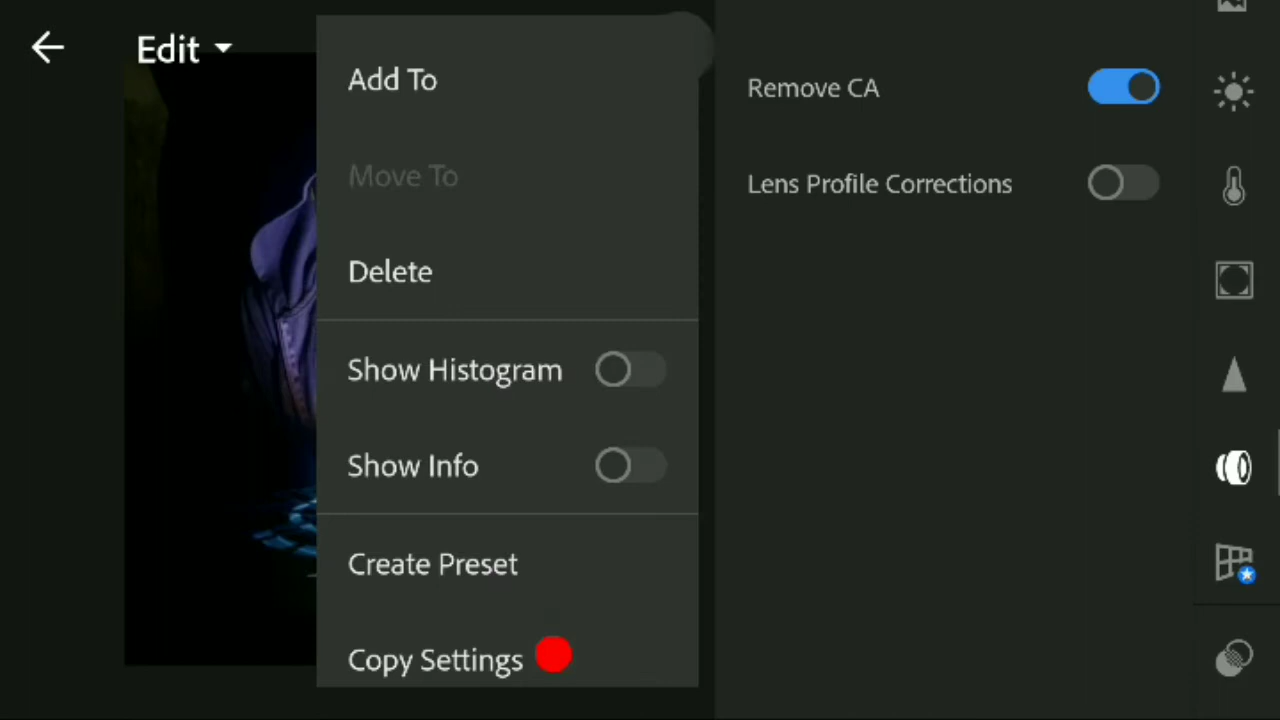 Edit
Add To
Move To
Delete
Show Histogram
Show Info
Create Preset
Copy Settings
Remove CA
Lens Profile Corrections